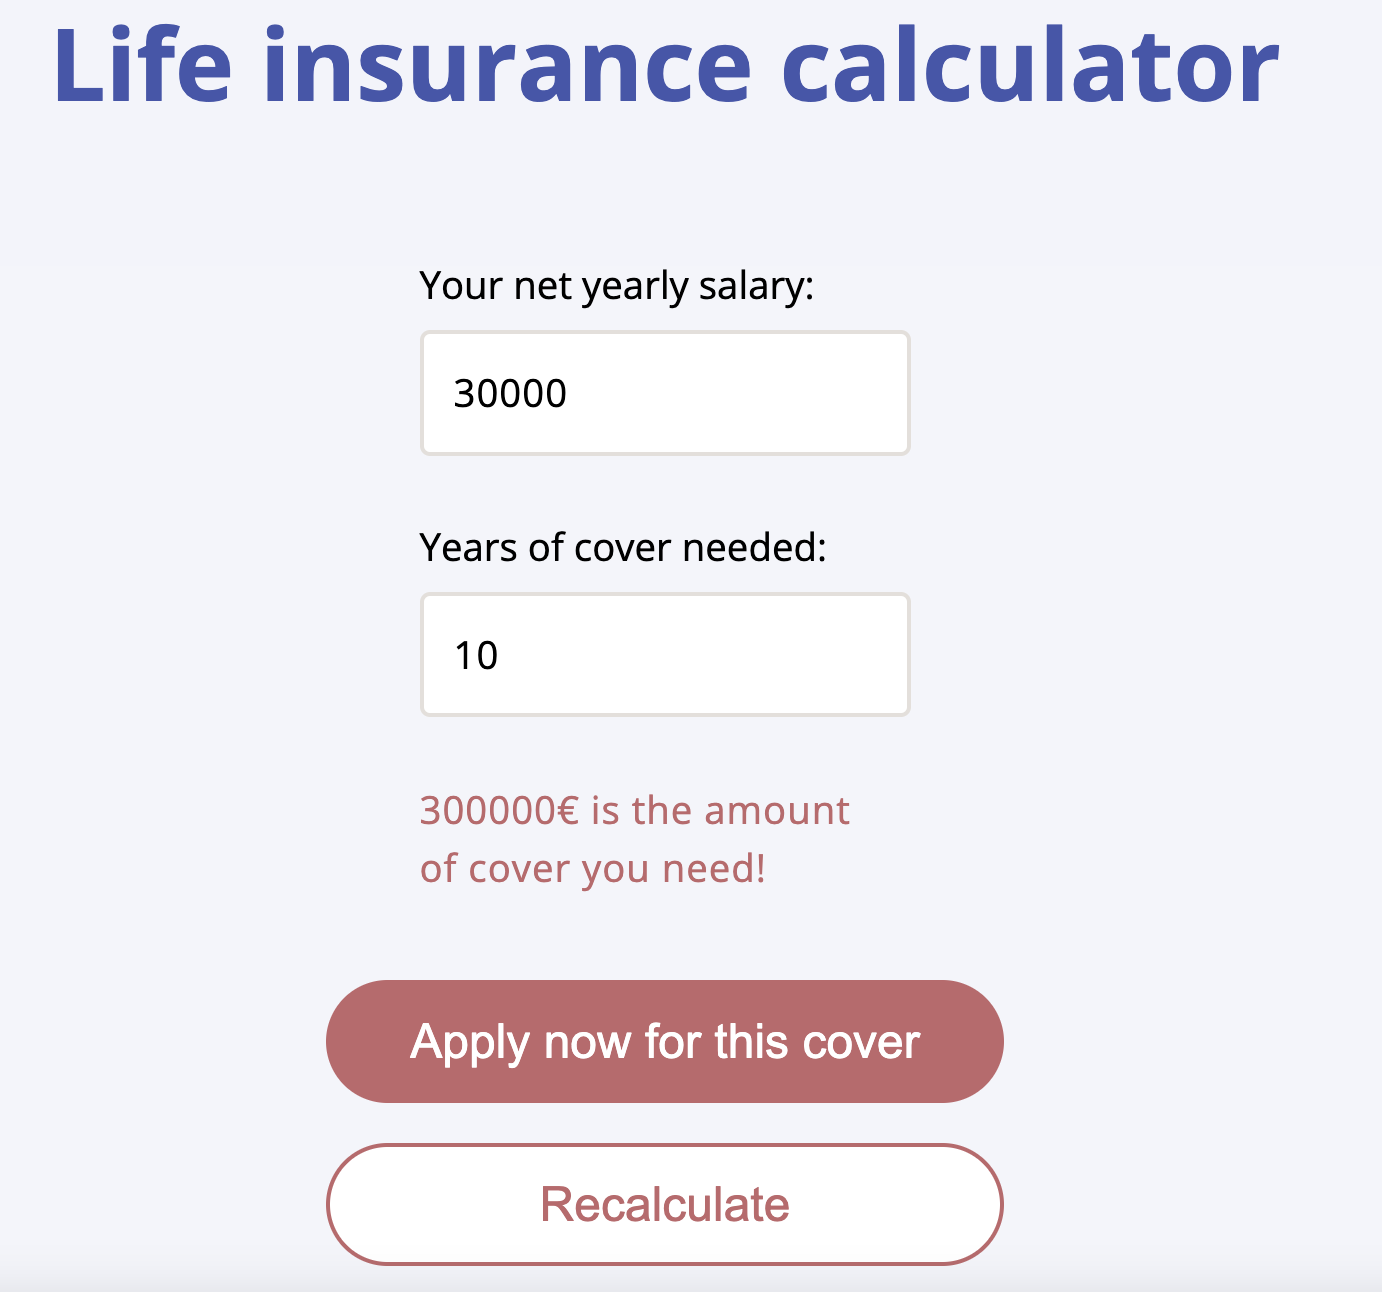 Life insurance calculator
Your net yearly salary:
30000
Years of cover needed:
10
300000€ is the amount
of cover you need!
Apply now for this cover
Recalculate